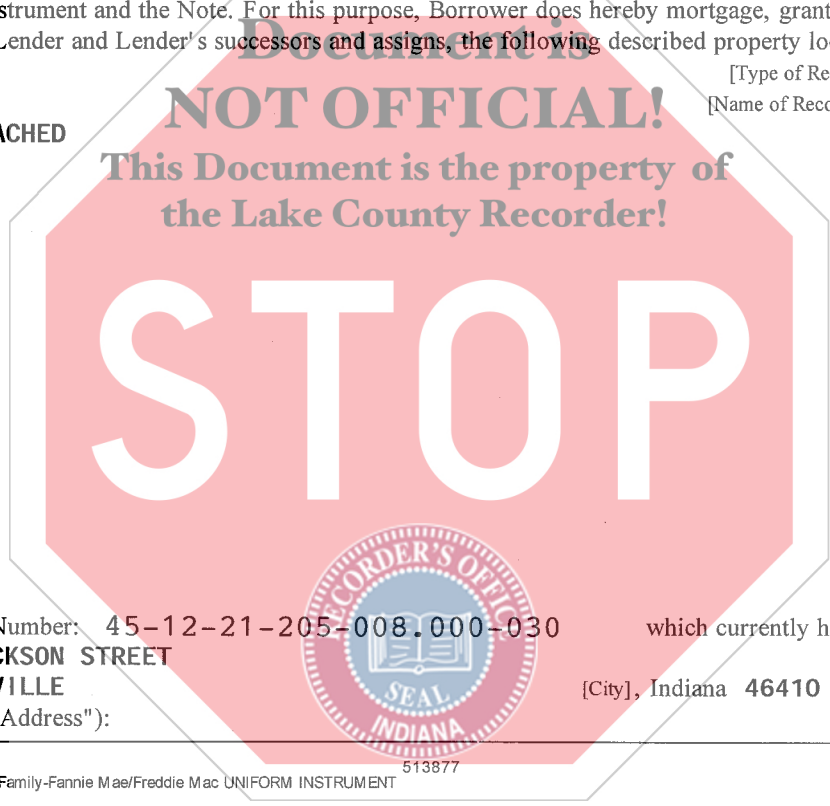 strument and the Note. For this purpose, Borrower does hereby mortgage, grant
Lender and Lender's successors and assigns, the following described property lo
Document is
[Type of Re
NOT OFFICIAL!
[Name of Reco
ACHED
This Document is the property of
the Lake County Recorder!
STOP
RECORDER'S OFFICE
Number: 45-12-21-205-008.000-030 which currently h
CKSON STREET
VILLE [City], Indiana 46410
SEAL
Address"):
INDIANA
513877
Family-Fannie Mae/Freddie Mac UNIFORM INSTRUMENT